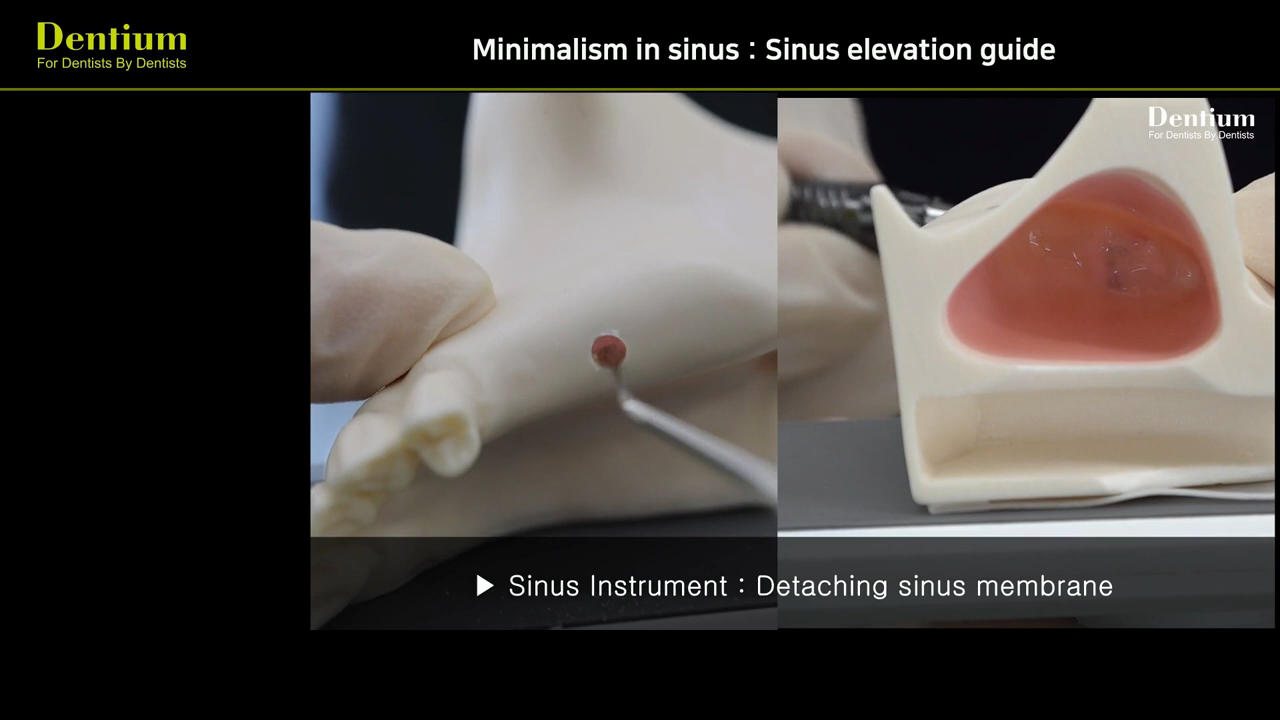 Dentium
For Dentists By Dentists
Minimalism in sinus : Sinus elevation guide
Dentium
For Dentists By Dentists
▶ Sinus Instrument : Detaching sinus membrane